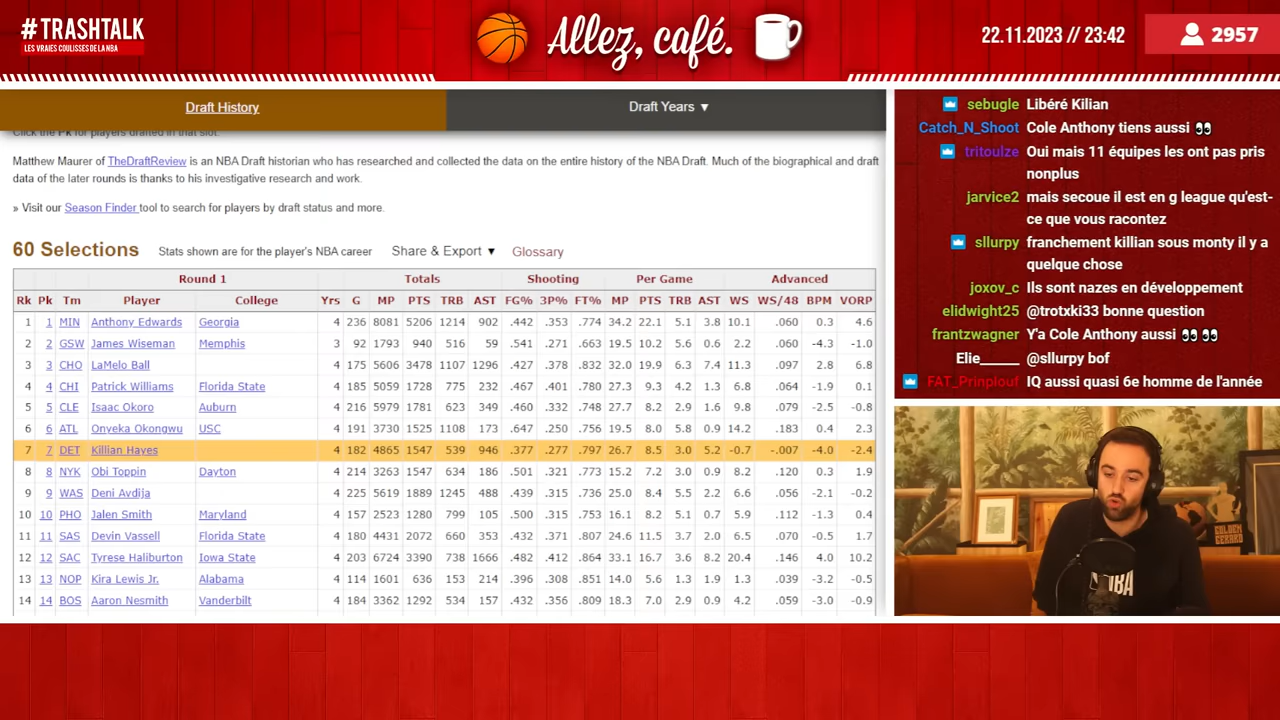 #TRASHTALK
LES VRAIES COULISSES DE LA NBA
Allez, café.
22.11.2023 // 23:42
2957
Draft History
Draft Years ▼
Click the Pk for players drafted in that slot.
Matthew Maurer of TheDraftReview is an NBA Draft historian who has researched and collected the data on the entire history of the NBA Draft. Much of the biographical and draft
data of the later rounds is thanks to his investigative research and work.
» Visit our Season Finder tool to search for players by draft status and more.
60 Selections Stats shown are for the player's NBA career Share & Export ▼ Glossary
Round 1 Totals Shooting Per Game Advanced
Rk Pk Tm Player College Yrs G MP PTS TRB AST FG% 3P% FT% MP PTS TRB AST WS WS/48 BPM VORP
1 1 MIN Anthony Edwards Georgia 4 236 8081 5206 1214 902 .442 .353 .774 34.2 22.1 5.1 3.8 10.1 .060 0.3 4.6
2 2 GSW James Wiseman Memphis 3 92 1793 940 516 59 .541 .271 .663 19.5 10.2 5.6 0.6 2.2 .060 -4.3 -1.0
3 3 CHO LaMelo Ball 4 175 5606 3478 1107 1296 .427 .378 .832 32.0 19.9 6.3 7.4 11.3 .097 2.8 6.8
4 4 CHI Patrick Williams Florida State 4 185 5059 1728 775 232 .467 .401 .780 27.3 9.3 4.2 1.3 6.8 .064 -1.9 0.1
5 5 CLE Isaac Okoro Auburn 4 216 5979 1781 623 349 .460 .332 .748 27.7 8.2 2.9 1.6 9.8 .079 -2.5 -0.8
6 6 ATL Onyeka Okongwu USC 4 191 3730 1525 1108 173 .647 .250 .756 19.5 8.0 5.8 0.9 14.2 .183 0.4 2.3
7 7 DET Killian Hayes 4 182 4865 1547 539 946 .377 .277 .797 26.7 8.5 3.0 5.2 -0.7 -.007 -4.0 -2.4
8 8 NYK Obi Toppin Dayton 4 214 3263 1547 634 186 .501 .321 .773 15.2 7.2 3.0 0.9 8.2 .120 0.3 1.9
9 9 WAS Deni Avdija 4 225 5619 1889 1245 488 .439 .315 .736 25.0 8.4 5.5 2.2 6.6 .056 -2.1 -0.2
10 10 PHO Jalen Smith Maryland 4 157 2523 1280 799 105 .500 .315 .753 16.1 8.2 5.1 0.7 5.9 .112 -1.3 0.4
11 11 SAS Devin Vassell Florida State 4 180 4431 2072 660 353 .432 .371 .807 24.6 11.5 3.7 2.0 6.5 .070 -0.5 1.7
12 12 SAC Tyrese Haliburton Iowa State 4 203 6724 3390 738 1666 .482 .412 .864 33.1 16.7 3.6 8.2 20.4 .146 4.0 10.2
13 13 NOP Kira Lewis Jr. Alabama 4 114 1601 636 153 214 .396 .308 .851 14.0 5.6 1.3 1.9 1.3 .039 -3.2 -0.5
14 14 BOS Aaron Nesmith Vanderbilt 4 184 3362 1292 534 157 .432 .356 .809 18.3 7.0 2.9 0.9 4.2 .059 -3.0 -0.9
sebugle Libéré Kilian
Catch_N_Shoot Cole Anthony tiens aussi 👀
tritoulze Oui mais 11 équipes les ont pas pris
nonplus
jarvice2 mais secoue il est en g league qu'est-
ce que vous racontez
sllurpy franchement killian sous monty il y a
quelque chose
joxov_c Ils sont nazes en développement
elidwight25 @trotxki33 bonne question
frantzwagner Y'a Cole Anthony aussi 👀 👀
Elie_____ @sllurpy bof
FAT_Prinplouf IQ aussi quasi 6e homme de l'année
GOLDEN
GERARD